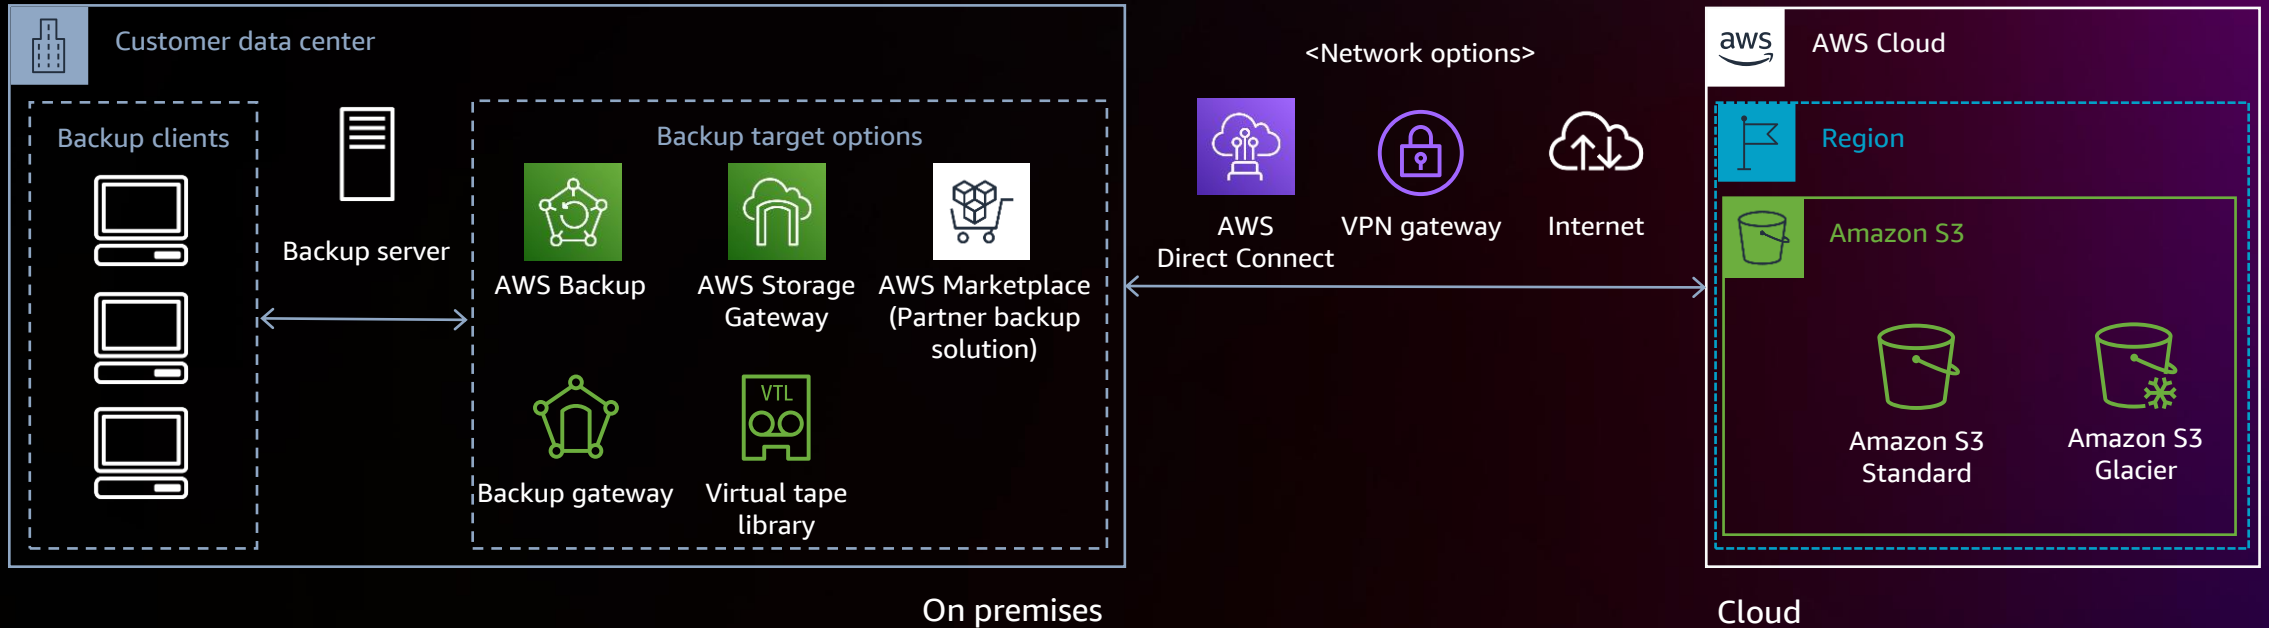 Customer data center
Backup clients
Backup server
Backup target options
AWS Backup
AWS Storage
Gateway
AWS Marketplace
(Partner backup
solution)
Backup gateway
VTL
Virtual tape
library
On premises
<Network options>
AWS
Direct Connect
VPN gateway
Internet
aws
AWS Cloud
Region
Amazon S3
Amazon S3
Standard
Amazon S3
Glacier
Cloud